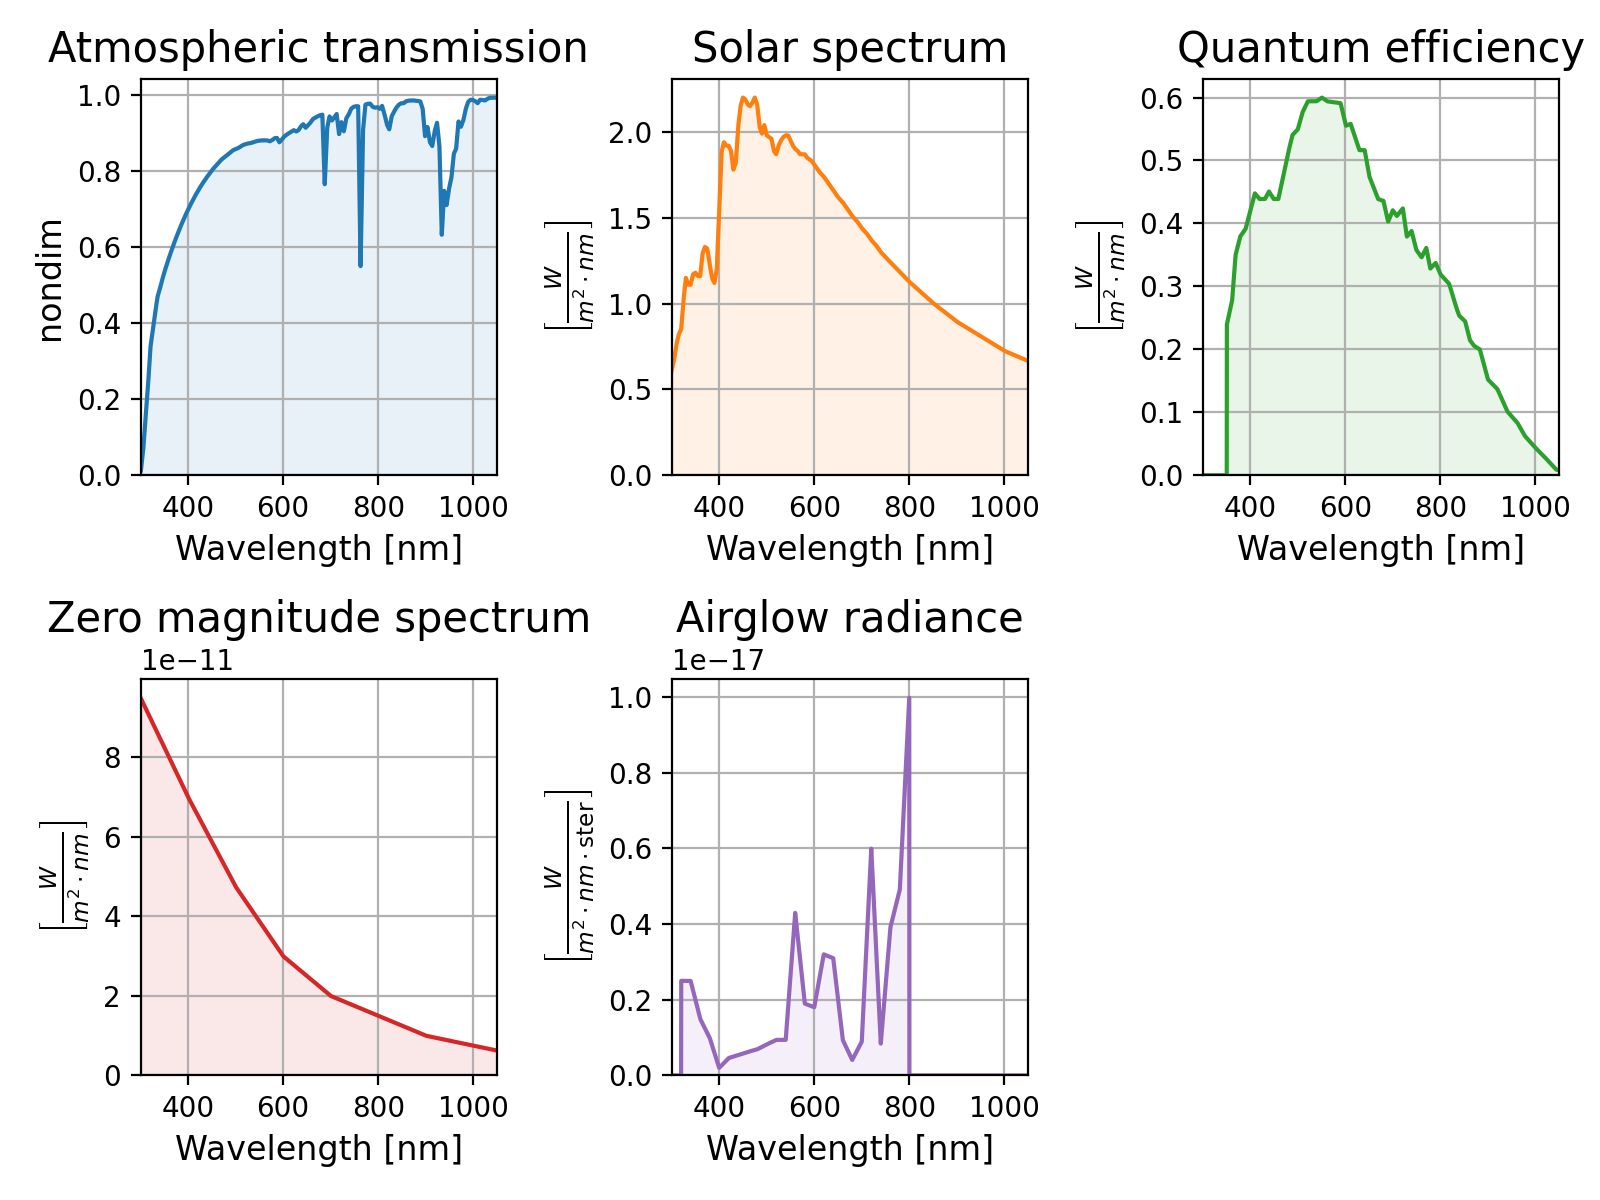 Atmospheric transmission
nondim
1.0
0.8
0.6
0.4
0.2
0.0
400 600 800 1000
Wavelength [nm]
Solar spectrum
[W / m² · nm]
2.0
1.5
1.0
0.5
0.0
400 600 800 1000
Wavelength [nm]
Quantum efficiency
[W / m² · nm]
0.6
0.5
0.4
0.3
0.2
0.1
0.0
400 600 800 1000
Wavelength [nm]
Zero magnitude spectrum
1e−11
[W / m² · nm]
8
6
4
2
0
400 600 800 1000
Wavelength [nm]
Airglow radiance
1e−17
[W / m² · nm · ster]
1.0
0.8
0.6
0.4
0.2
0.0
400 600 800 1000
Wavelength [nm]